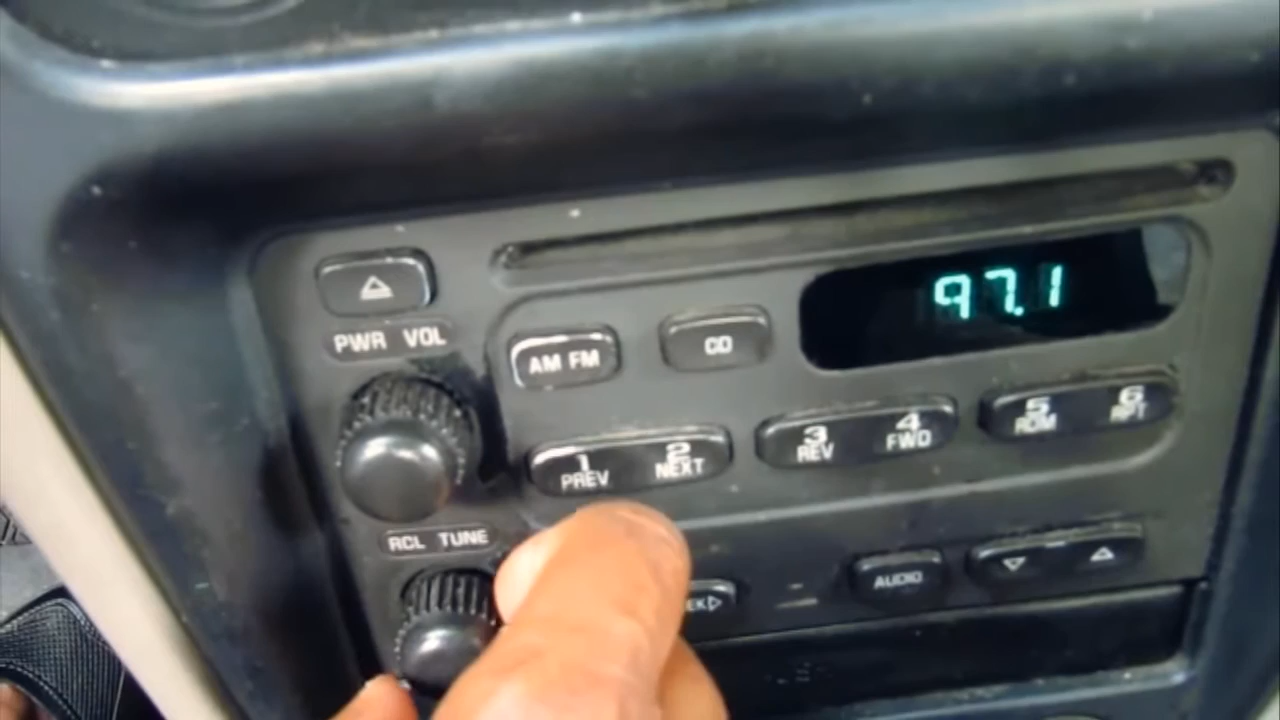 PWR VOL
AM FM
CD
97.1
1
PREV
2
NEXT
3
REV
4
FWD
5
RDM
6
RPT
RCL TUNE
EK
AUDIO